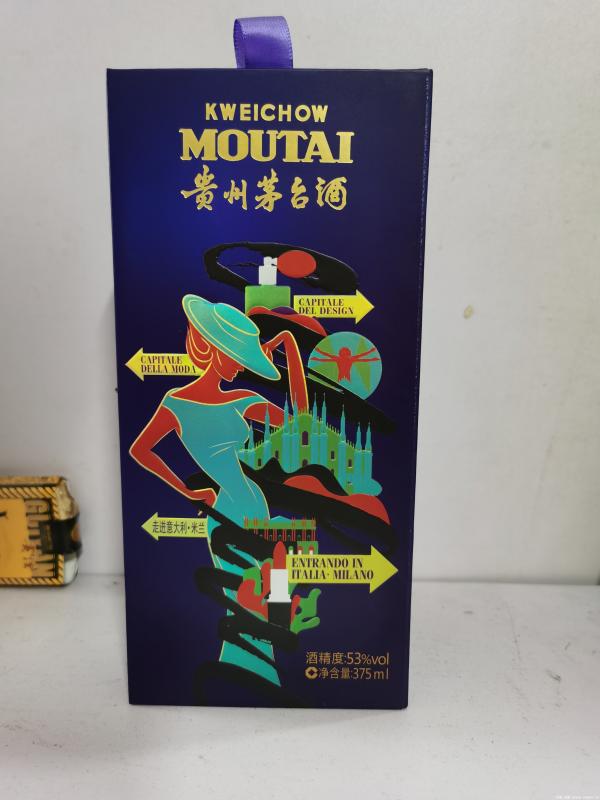 KWEICHOW
MOUTAI
贵州茅台酒
CAPITALE
DEL DESIGN
CAPITALE
DELLA MODA
走进意大利·米兰
ENTRANDO IN
ITALIA· MILANO
酒精度:53%vol
净含量:375ml